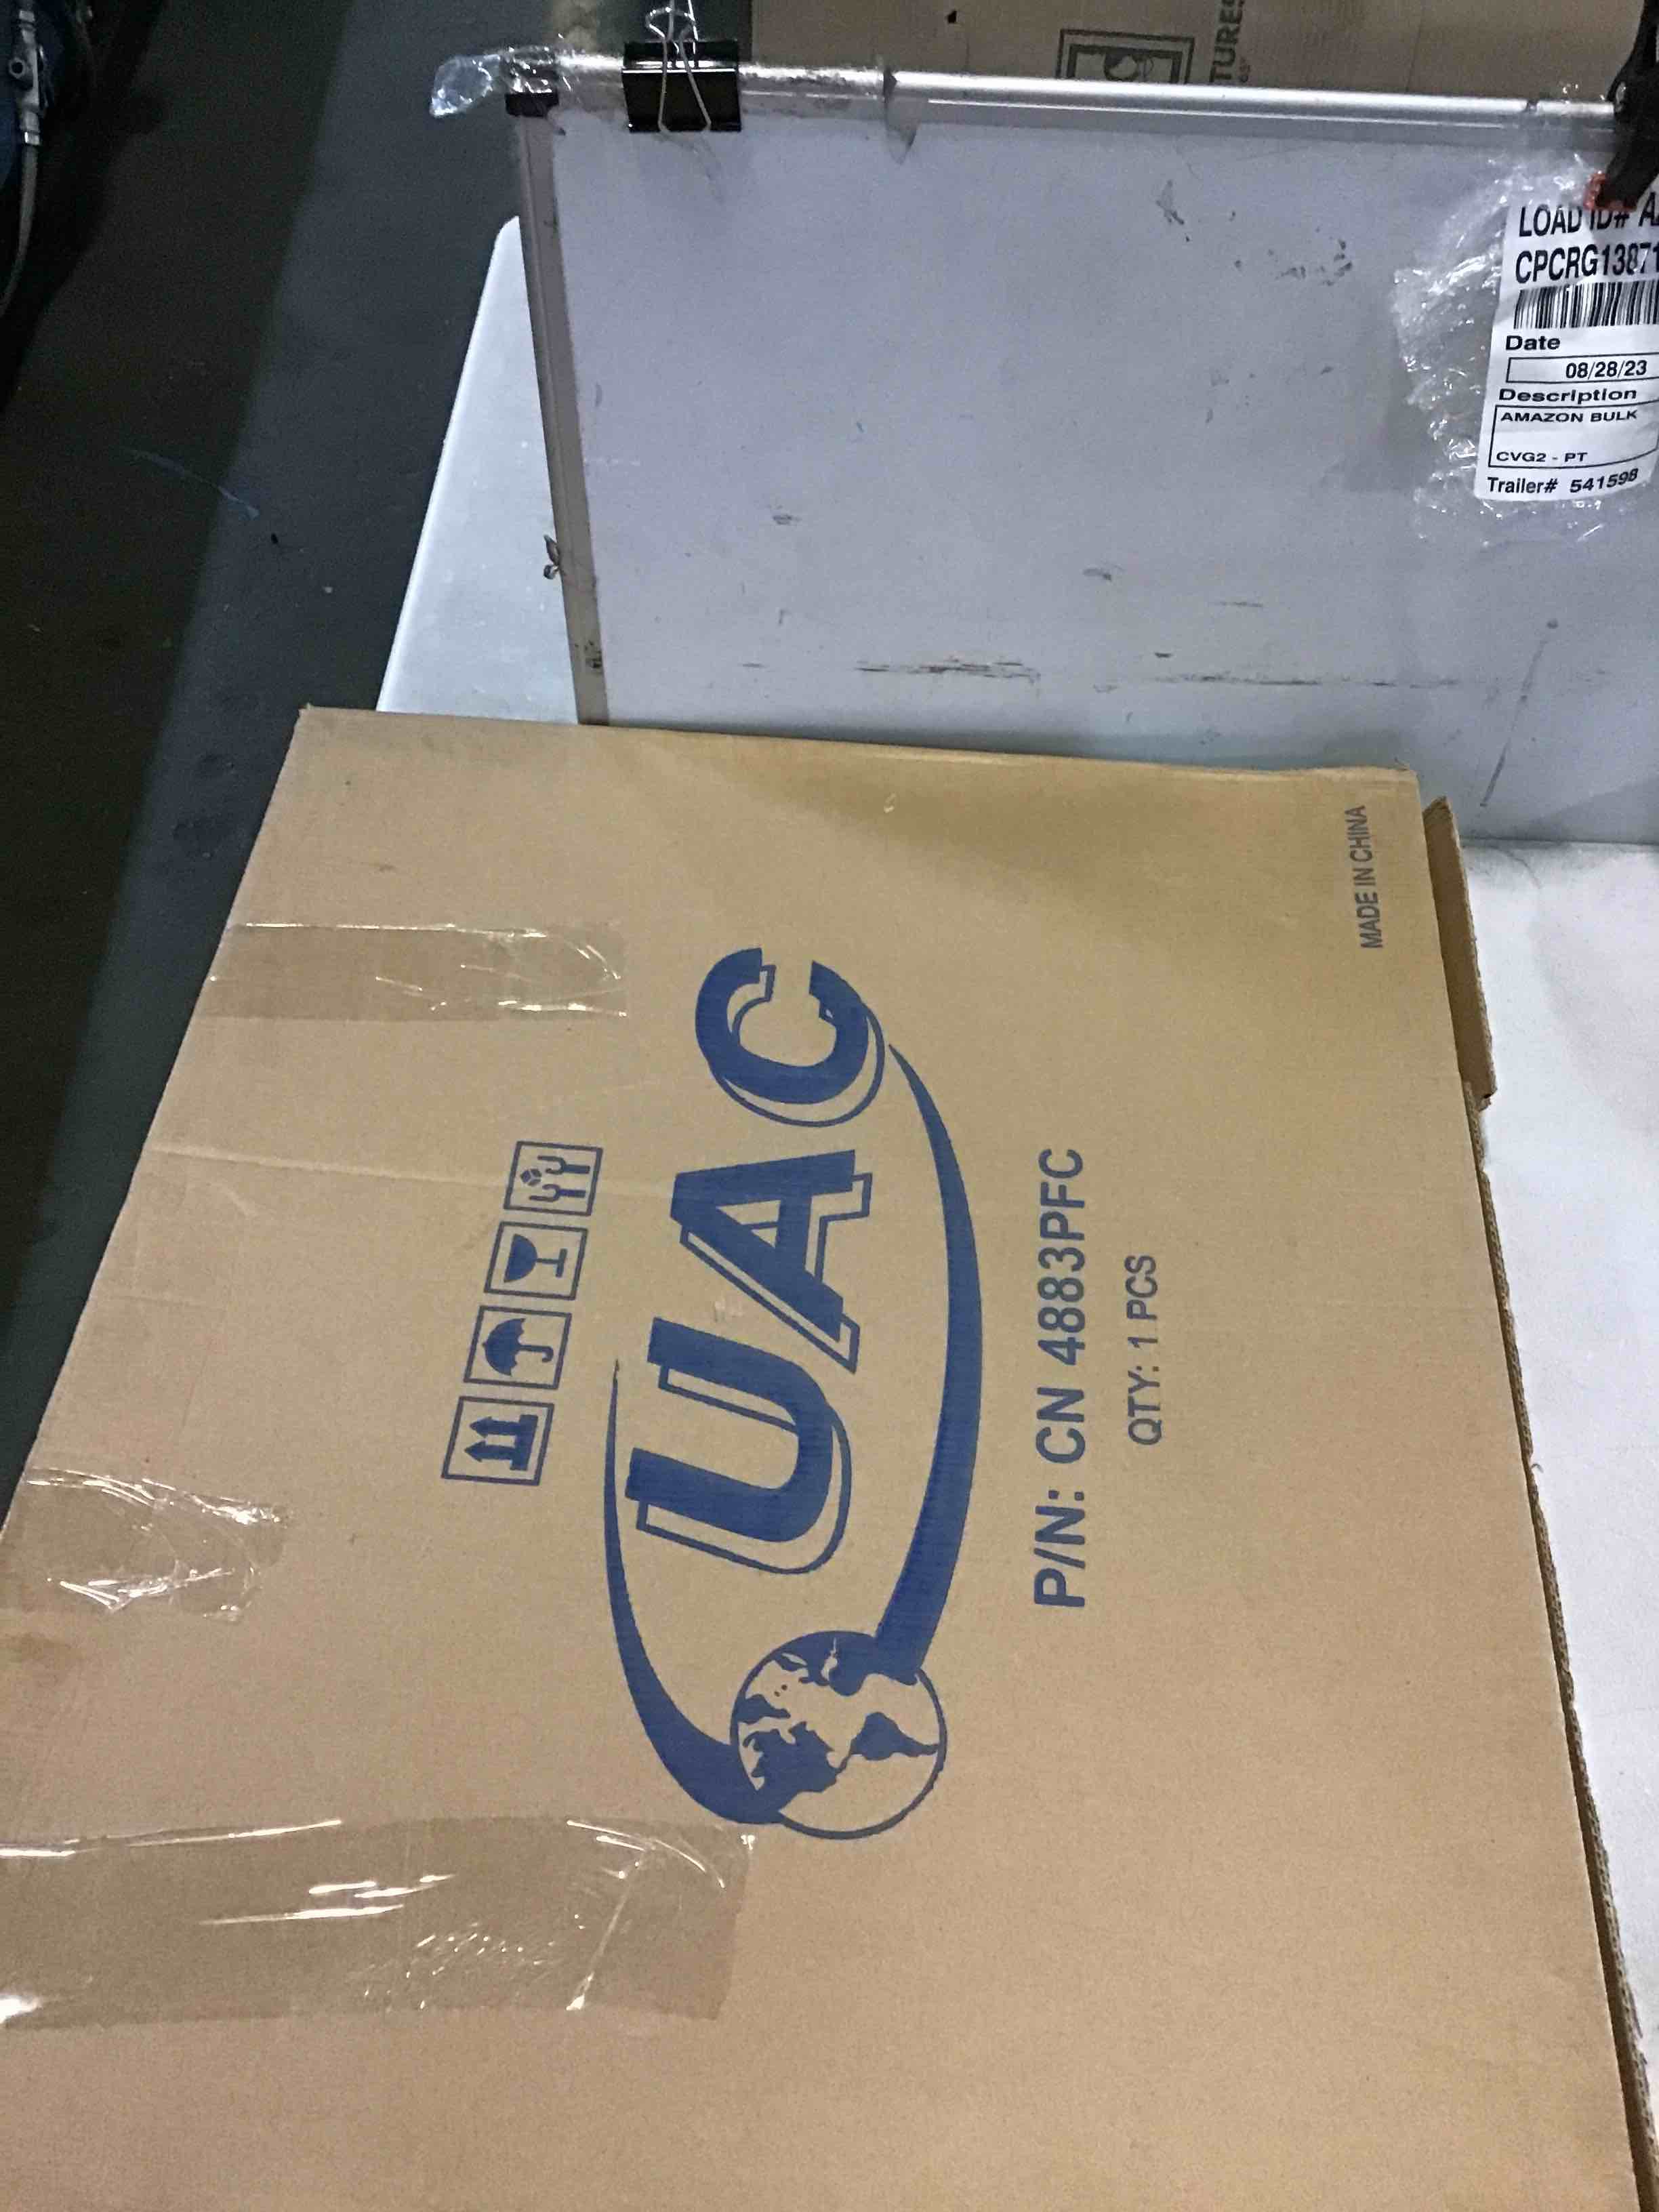 TURES
LOAD ID# A
CPCRG13871
Date
08/28/23
Description
AMAZON BULK
CVG2 - PT
Trailer# 541598
MADE IN CHINA
UAC
P/N: CN 4883PFC
QTY: 1 PCS